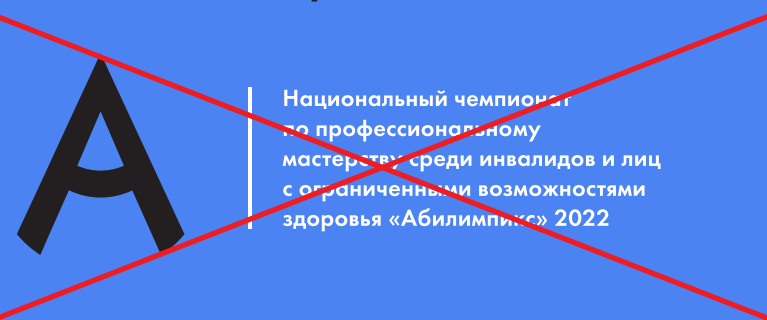 Национальный чемпионат
по профессиональному
мастерству среди инвалидов и лиц
с ограниченными возможностями
здоровья «Абилимпикс» 2022